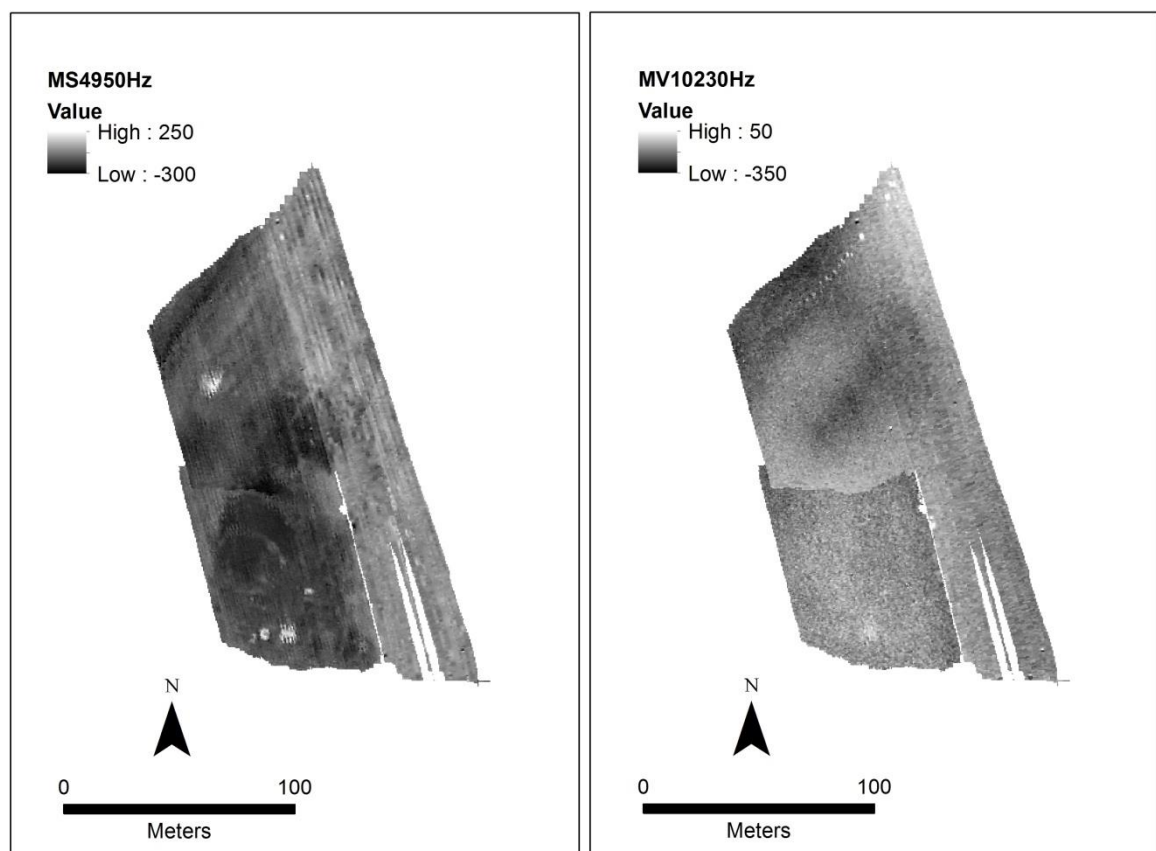 MS4950Hz
Value
High : 250
Low : -300
N
0 100
Meters
MV10230Hz
Value
High : 50
Low : -350
N
0 100
Meters